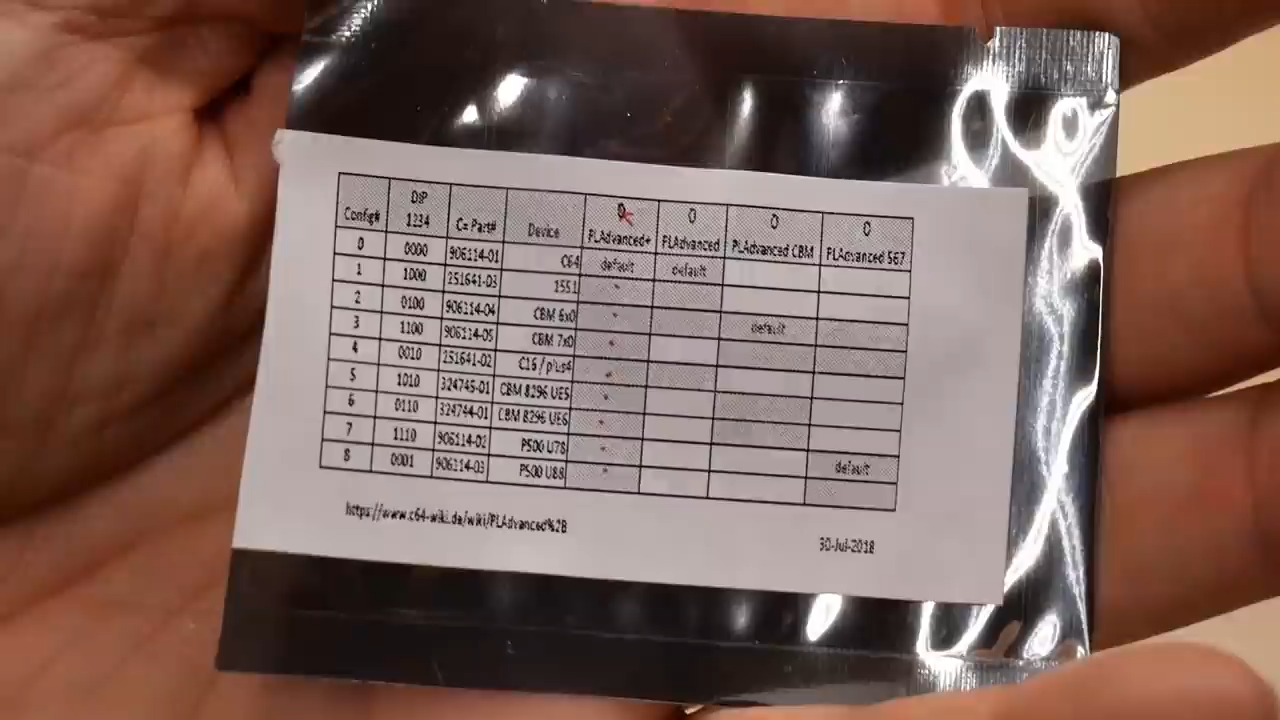 Config# DIP 1234 C= Part# Device 0 PLAdvanced+ 0 PLAdvanced 0 PLAdvanced CBM 0 PLAdvanced 567
0 0000 906114-01 C64 default default
1 1000 251641-03 1551 *
2 0100 906114-04 CBM 6x0 * default
3 1100 906114-05 CBM 7x0 *
4 0010 251641-02 C16 / plus4 *
5 1010 324745-01 CBM 8296 UE5 *
6 0110 324744-01 CBM 8296 UE6 *
7 1110 906114-02 P500 U78 * default
8 0001 906114-03 P500 U88 *
https://www.c64-wiki.de/wiki/PLAdvanced%2B
30-Jul-2018